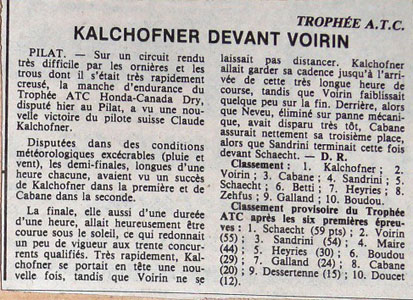 TROPHÉE A.T.C.
KALCHOFNER DEVANT VOIRIN
PILAT. — Sur un circuit rendu
très difficile par les ornières et les
trous dont il s'était très rapidement
creusé, la manche d'endurance du
Trophée ATC Honda-Canada Dry,
disputé hier au Pilat, a vu une nou-
velle victoire du pilote suisse Claude
Kalchofner.
Disputées dans des conditions
météorologiques exécrables (pluie et
vent), les demi-finales, longues d'une
heure chacune, avaient vu un succès
de Kalchofner dans la première et de
Cabane dans la seconde.
La finale, elle aussi d'une dureée
d'une heure, allait heureusement être
courue sous le soleil, ce qui redonnait
un peu de vigueur aux trente concur-
rents qualifiés. Très rapidement, Kal-
chofner se portait en tête une nou-
velle fois, tandis que Voirin ne se
laissait pas distancer. Kalchofner
allait garder sa cadence jusqu'à l'arri-
vée de cette très longue heure de
course, tandis que Voirin faiblissait
quelque peu sur la fin. Derrière, alors
que Neveu, éliminé sur panne mécani-
que, avait disparu très tôt, Cabane
assurait nettement sa troisième place,
alors que Sandrini terminait cette fois
devant Schaecht. — D. R.
Classement : 1. Kalchofner ; 2.
Voirin ; 3. Cabane ; 4. Sandrini ; 5.
Schaecht ; 6. Betti ; 7. Heyries ; 8.
Zehfus ; 9. Galland ; 10. Boudou.
Classement provisoire du Trophée
ATC après les six premières épreu-
ves : 1. Schaecht (59 pts) ; 2. Voirin
(55) ; 3. Sandrini (54) ; 4. Maire
(44) ; 5. Heyries (30) ; 6. Boudou
(29) ; 7. Galland (24) ; 8. Cabane
(20) ; 9. Dessertenne (15) ; 10. Doucet
(12).